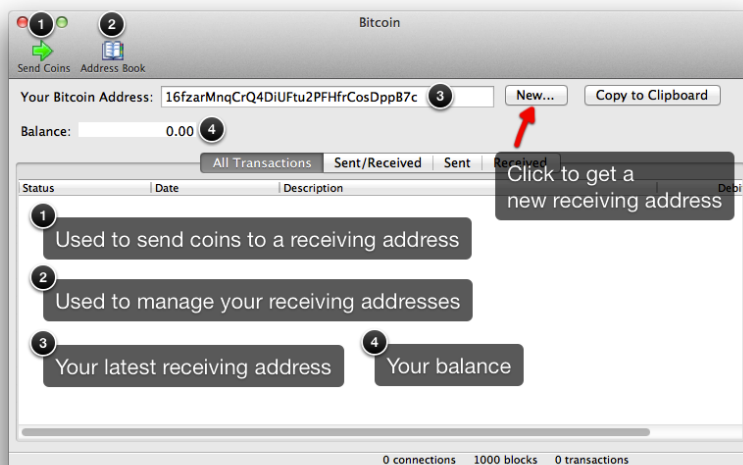 Bitcoin
1 2
Send Coins Address Book
Your Bitcoin Address: 16fzarMnqCrQ4DiUFtu2PFHfrCosDppB7c 3 New... Copy to Clipboard
Balance: 0.00 4
All Transactions Sent/Received Sent Received
Click to get a
new receiving address
Status Date Description Debi
1
Used to send coins to a receiving address
2
Used to manage your receiving addresses
3 4
Your latest receiving address Your balance
0 connections 1000 blocks 0 transactions